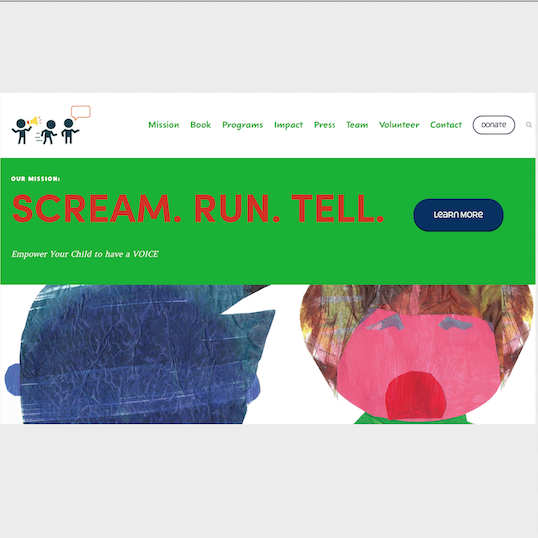 Mission Book Programs Impact Press Team Volunteer Contact DONATE
OUR MISSION:
SCREAM. RUN. TELL.
Learn More
Empower Your Child to have a VOICE